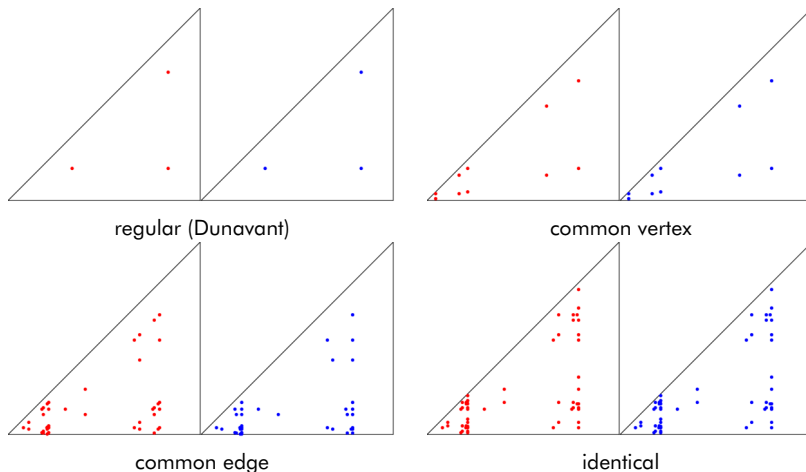 regular (Dunavant)
common vertex
common edge
identical